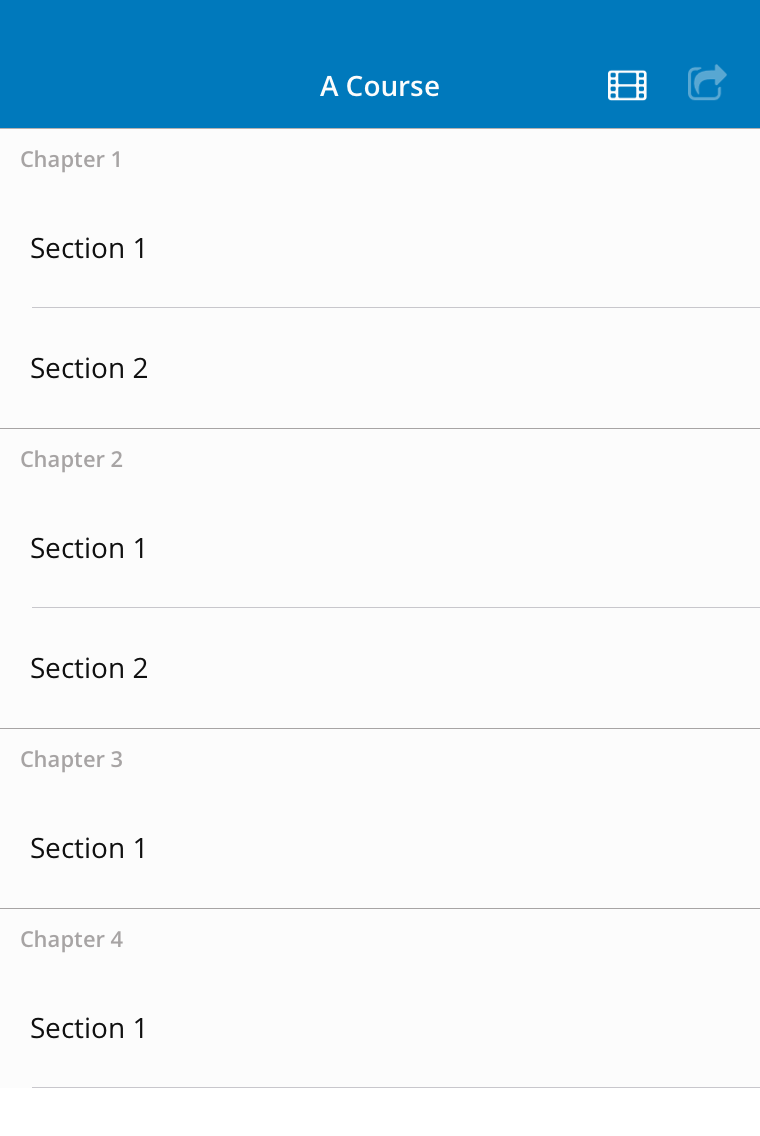 A Course
Chapter 1
Section 1
Section 2
Chapter 2
Section 1
Section 2
Chapter 3
Section 1
Chapter 4
Section 1